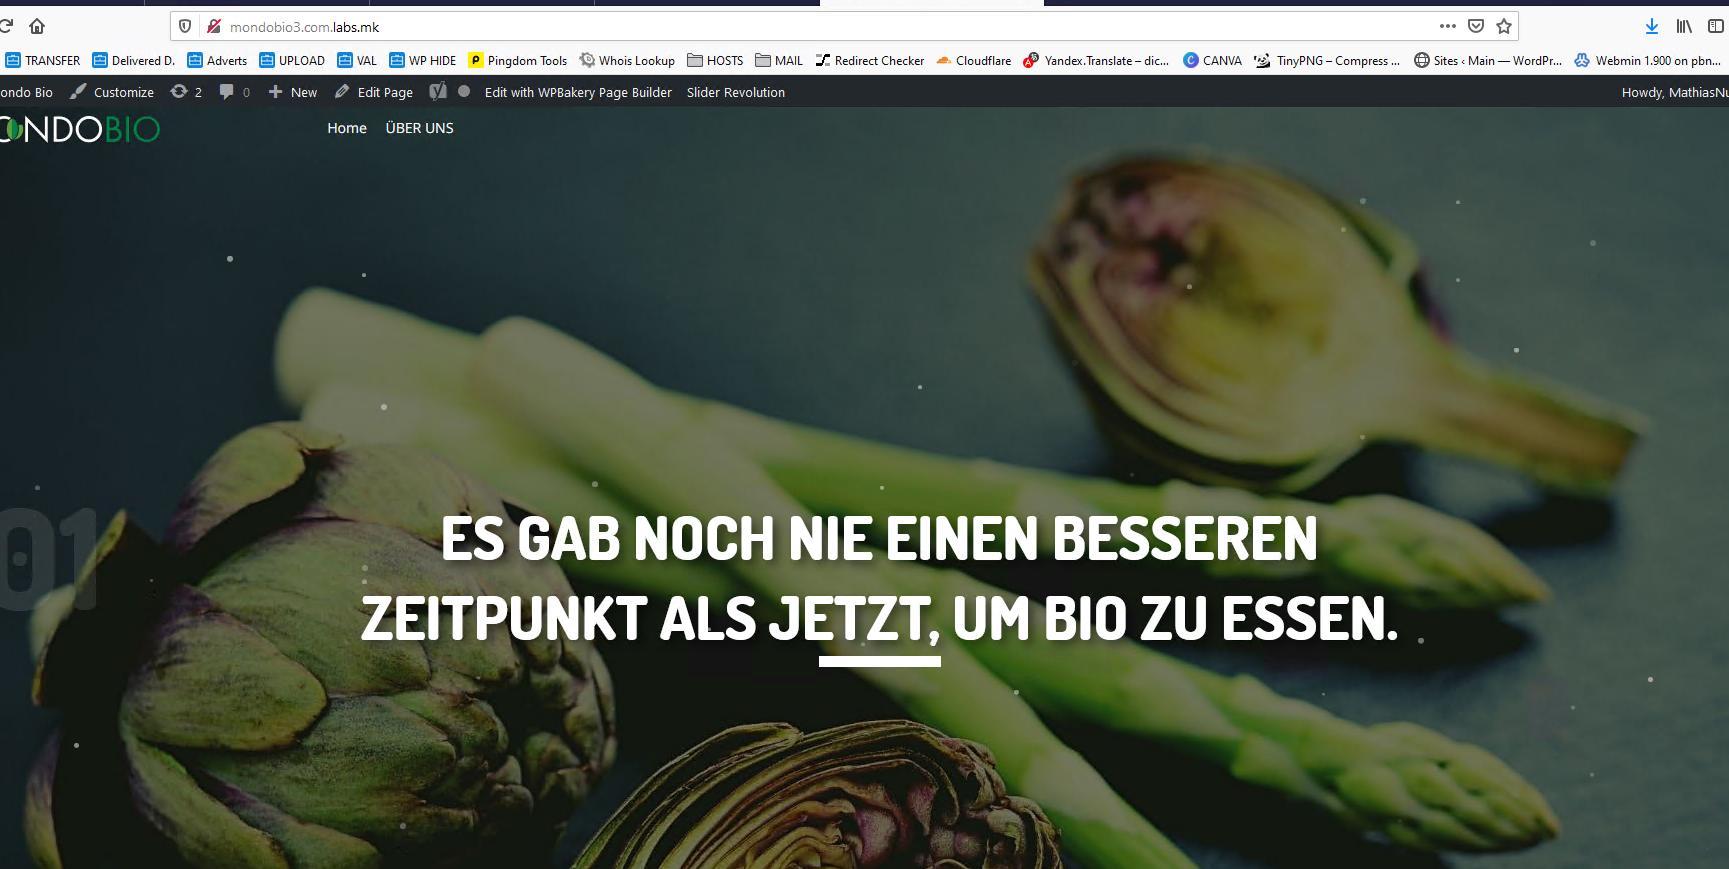 mondobio3.com.labs.mk
TRANSFER Delivered D. Adverts UPLOAD VAL WP HIDE Pingdom Tools Whois Lookup HOSTS MAIL Redirect Checker Cloudflare Yandex.Translate – dic... CANVA TinyPNG – Compress ... Sites ‹ Main — WordPr... Webmin 1.900 on pbn...
ondo Bio Customize 2 0 New Edit Page Edit with WPBakery Page Builder Slider Revolution Howdy, MathiasNu
ONDOBIO Home ÜBER UNS
01
ES GAB NOCH NIE EINEN BESSEREN
ZEITPUNKT ALS JETZT, UM BIO ZU ESSEN.